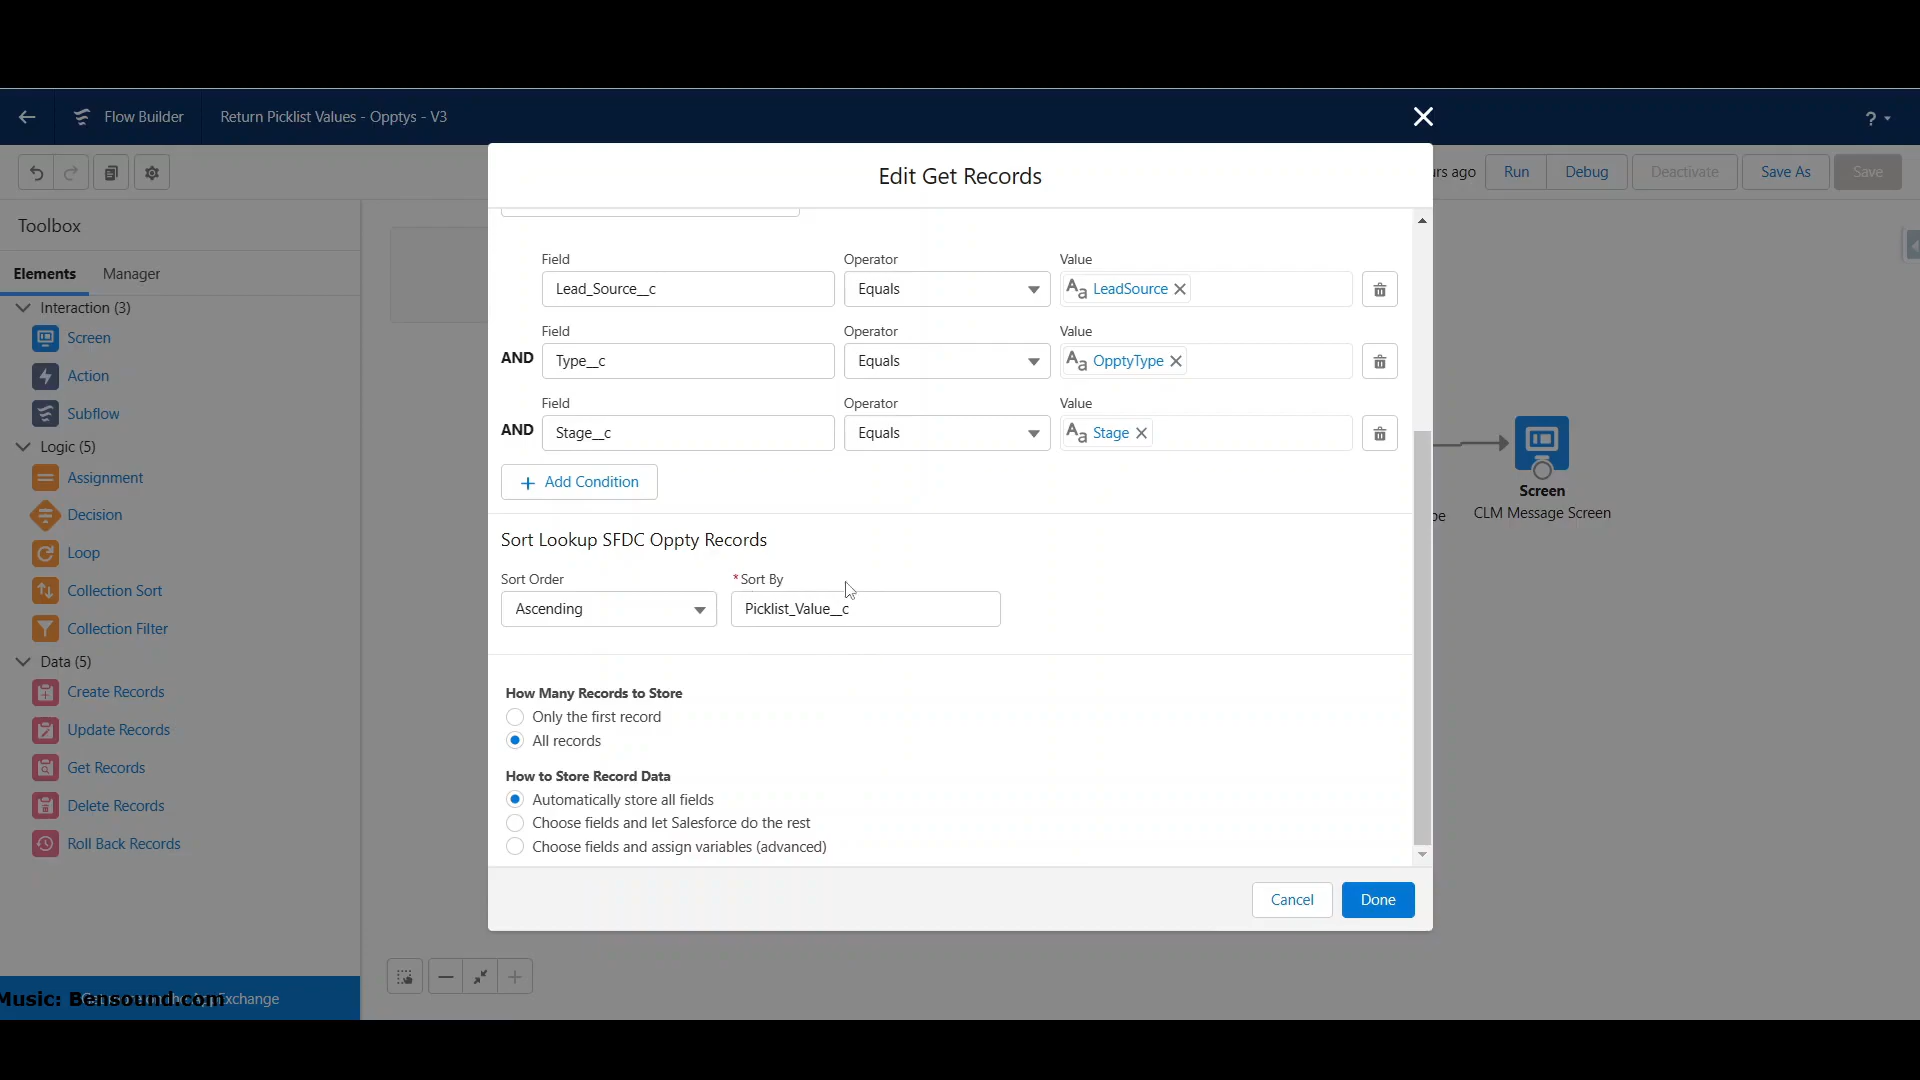 Flow Builder
Return Picklist Values - Opptys - V3
?
Edit Get Records
urs ago
Run
Debug
Deactivate
Save As
Save
Toolbox
Elements
Manager
Interaction (3)
Screen
Action
Subflow
Logic (5)
Assignment
Decision
Loop
Collection Sort
Collection Filter
Data (5)
Create Records
Update Records
Get Records
Delete Records
Roll Back Records
Field
Operator
Value
Lead_Source__c
Equals
Aa LeadSource
Field
Operator
Value
AND
Type__c
Equals
Aa OpptyType
Field
Operator
Value
AND
Stage__c
Equals
Aa Stage
+ Add Condition
Sort Lookup SFDC Oppty Records
Sort Order
* Sort By
Ascending
Picklist_Value__c
How Many Records to Store
Only the first record
All records
How to Store Record Data
Automatically store all fields
Choose fields and let Salesforce do the rest
Choose fields and assign variables (advanced)
Cancel
Done
Screen
CLM Message Screen
pe
Music: Bensound.com
Exchange